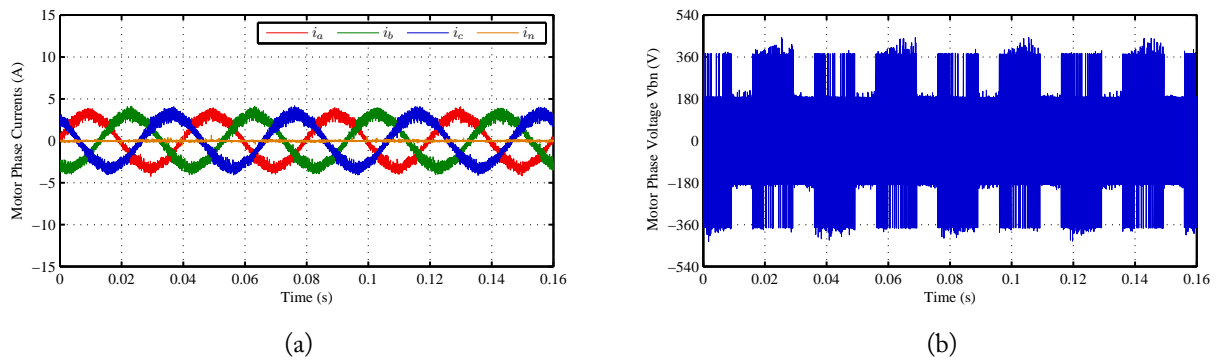 15
10
5
0
−5
−10
−15
Motor Phase Currents (A)
i_a i_b i_c i_n
0 0.02 0.04 0.06 0.08 0.1 0.12 0.14 0.16
Time (s)
(a)
540
360
180
0
−180
−360
−540
Motor Phase Voltage Vbn (V)
0 0.02 0.04 0.06 0.08 0.1 0.12 0.14 0.16
Time (s)
(b)